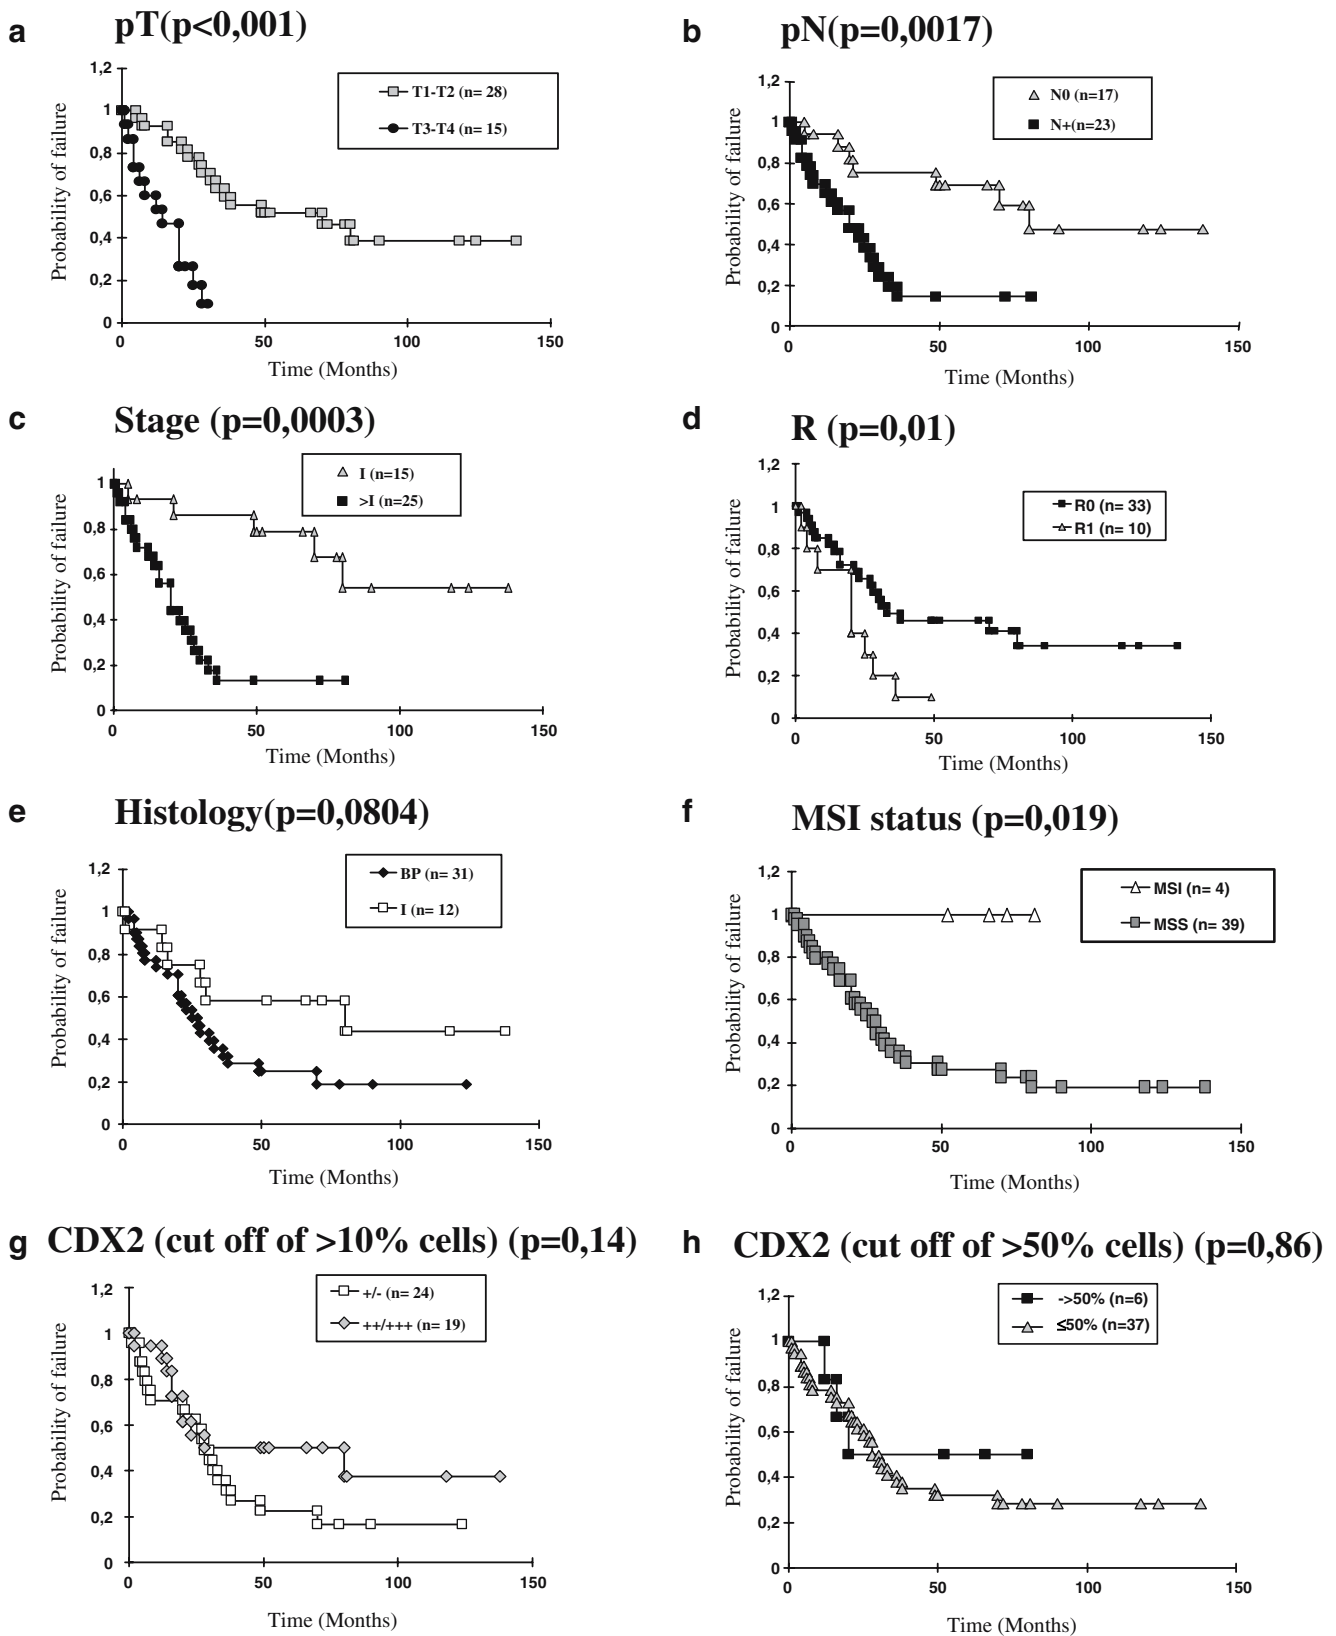 a pT(p<0,001)
1,2
1
0,8
0,6
0,4
0,2
0
0 50 100 150
Probability of failure
Time (Months)
T1-T2 (n= 28)
T3-T4 (n= 15)
b pN(p=0,0017)
1,2
1
0,8
0,6
0,4
0,2
0
0 50 100 150
Probability of failure
Time (Months)
N0 (n=17)
N+(n=23)
c Stage (p=0,0003)
1
0,8
0,6
0,4
0,2
0
0 50 100 150
Probability of failure
Time (Months)
I (n=15)
>I (n=25)
d R (p=0,01)
1,2
1
0,8
0,6
0,4
0,2
0
0 50 100 150
Probability of failure
Time (Months)
R0 (n= 33)
R1 (n= 10)
e Histology(p=0,0804)
1,2
1
0,8
0,6
0,4
0,2
0
0 50 100 150
Probability of failure
Time (Months)
BP (n= 31)
I (n= 12)
f MSI status (p=0,019)
1,2
1
0,8
0,6
0,4
0,2
0
0 50 100 150
Probability of failure
Time (Months)
MSI (n= 4)
MSS (n= 39)
g CDX2 (cut off of >10% cells) (p=0,14)
1,2
1
0,8
0,6
0,4
0,2
0
0 50 100 150
Probability of failure
Time (Months)
+/- (n= 24)
++/+++ (n= 19)
h CDX2 (cut off of >50% cells) (p=0,86)
1,2
1
0,8
0,6
0,4
0,2
0
0 50 100 150
Probability of failure
Time (Months)
->50% (n=6)
≤50% (n=37)